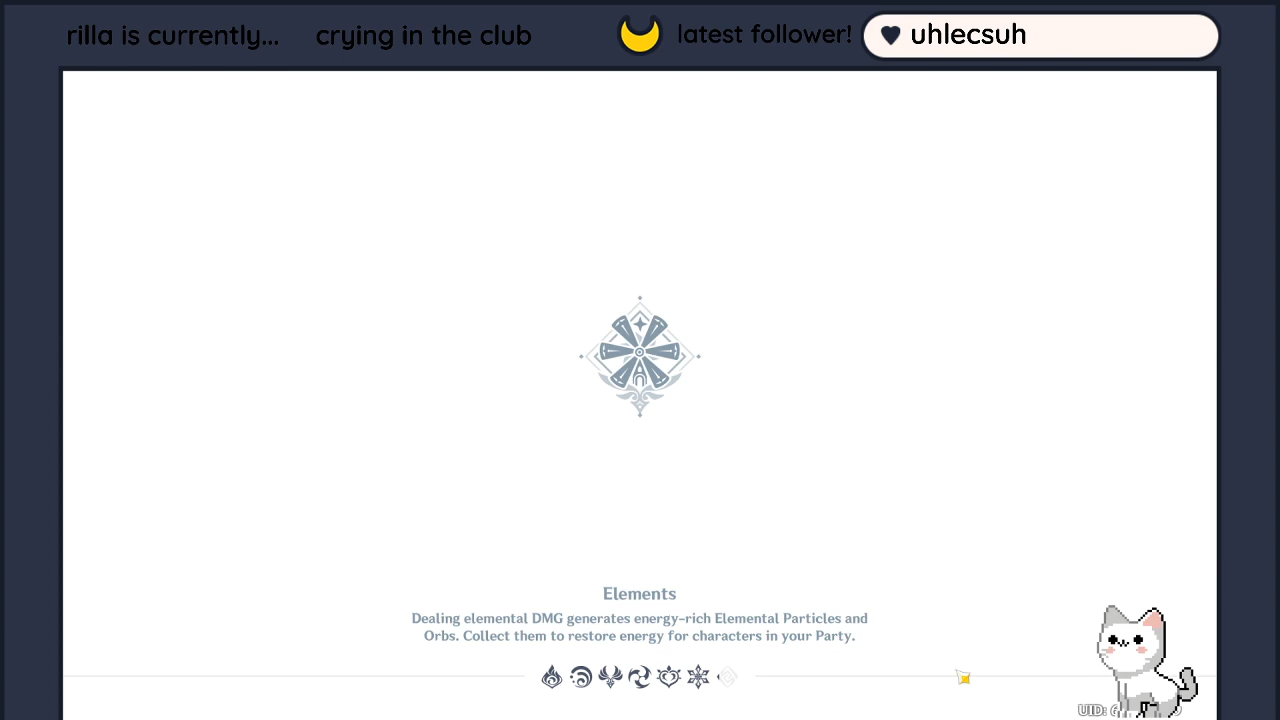 rilla is currently... crying in the club latest follower! uhlecsuh
Elements
Dealing elemental DMG generates energy-rich Elemental Particles and
Orbs. Collect them to restore energy for characters in your Party.
UID: